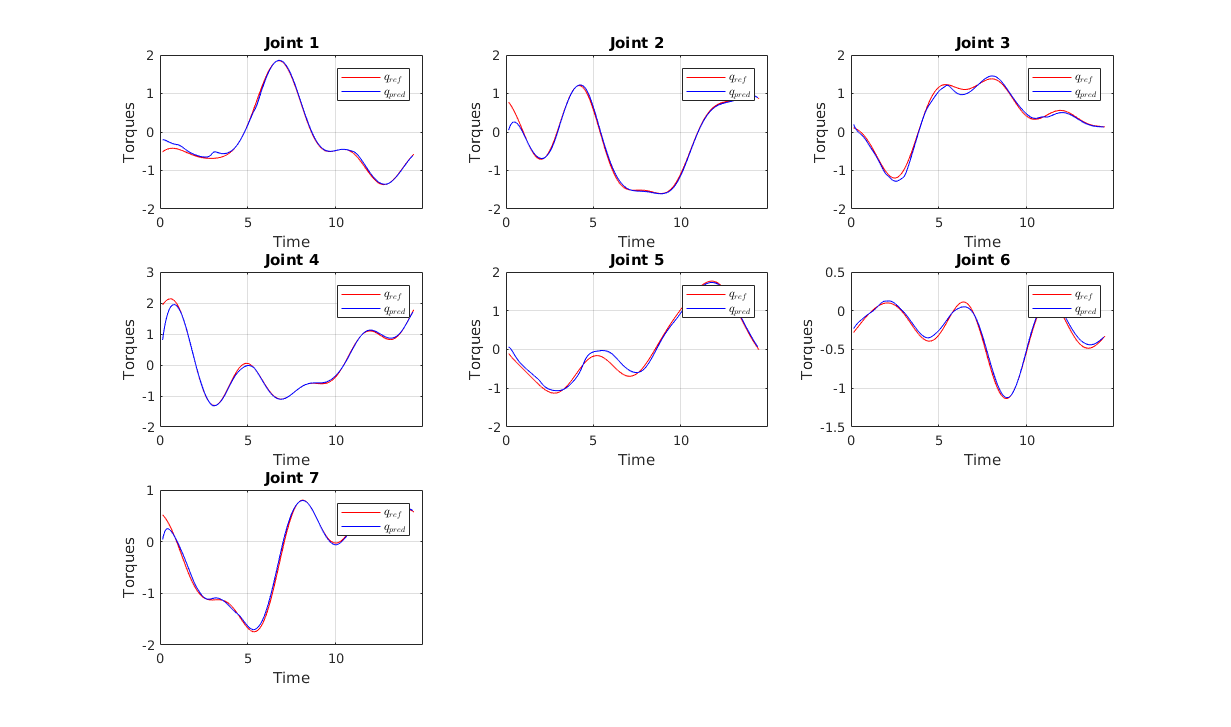 Joint 1
2
1
0
-1
-2
Torques
q_ref
q_pred
0
5
10
Time
Joint 2
2
1
0
-1
-2
Torques
q_ref
q_pred
0
5
10
Time
Joint 3
2
1
0
-1
-2
Torques
q_ref
q_pred
0
5
10
Time
Joint 4
3
2
1
0
-1
-2
Torques
q_ref
q_pred
0
5
10
Time
Joint 5
2
1
0
-1
-2
Torques
q_ref
q_pred
0
5
10
Time
Joint 6
0.5
0
-0.5
-1
-1.5
Torques
q_ref
q_pred
0
5
10
Time
Joint 7
1
0
-1
-2
Torques
q_ref
q_pred
0
5
10
Time